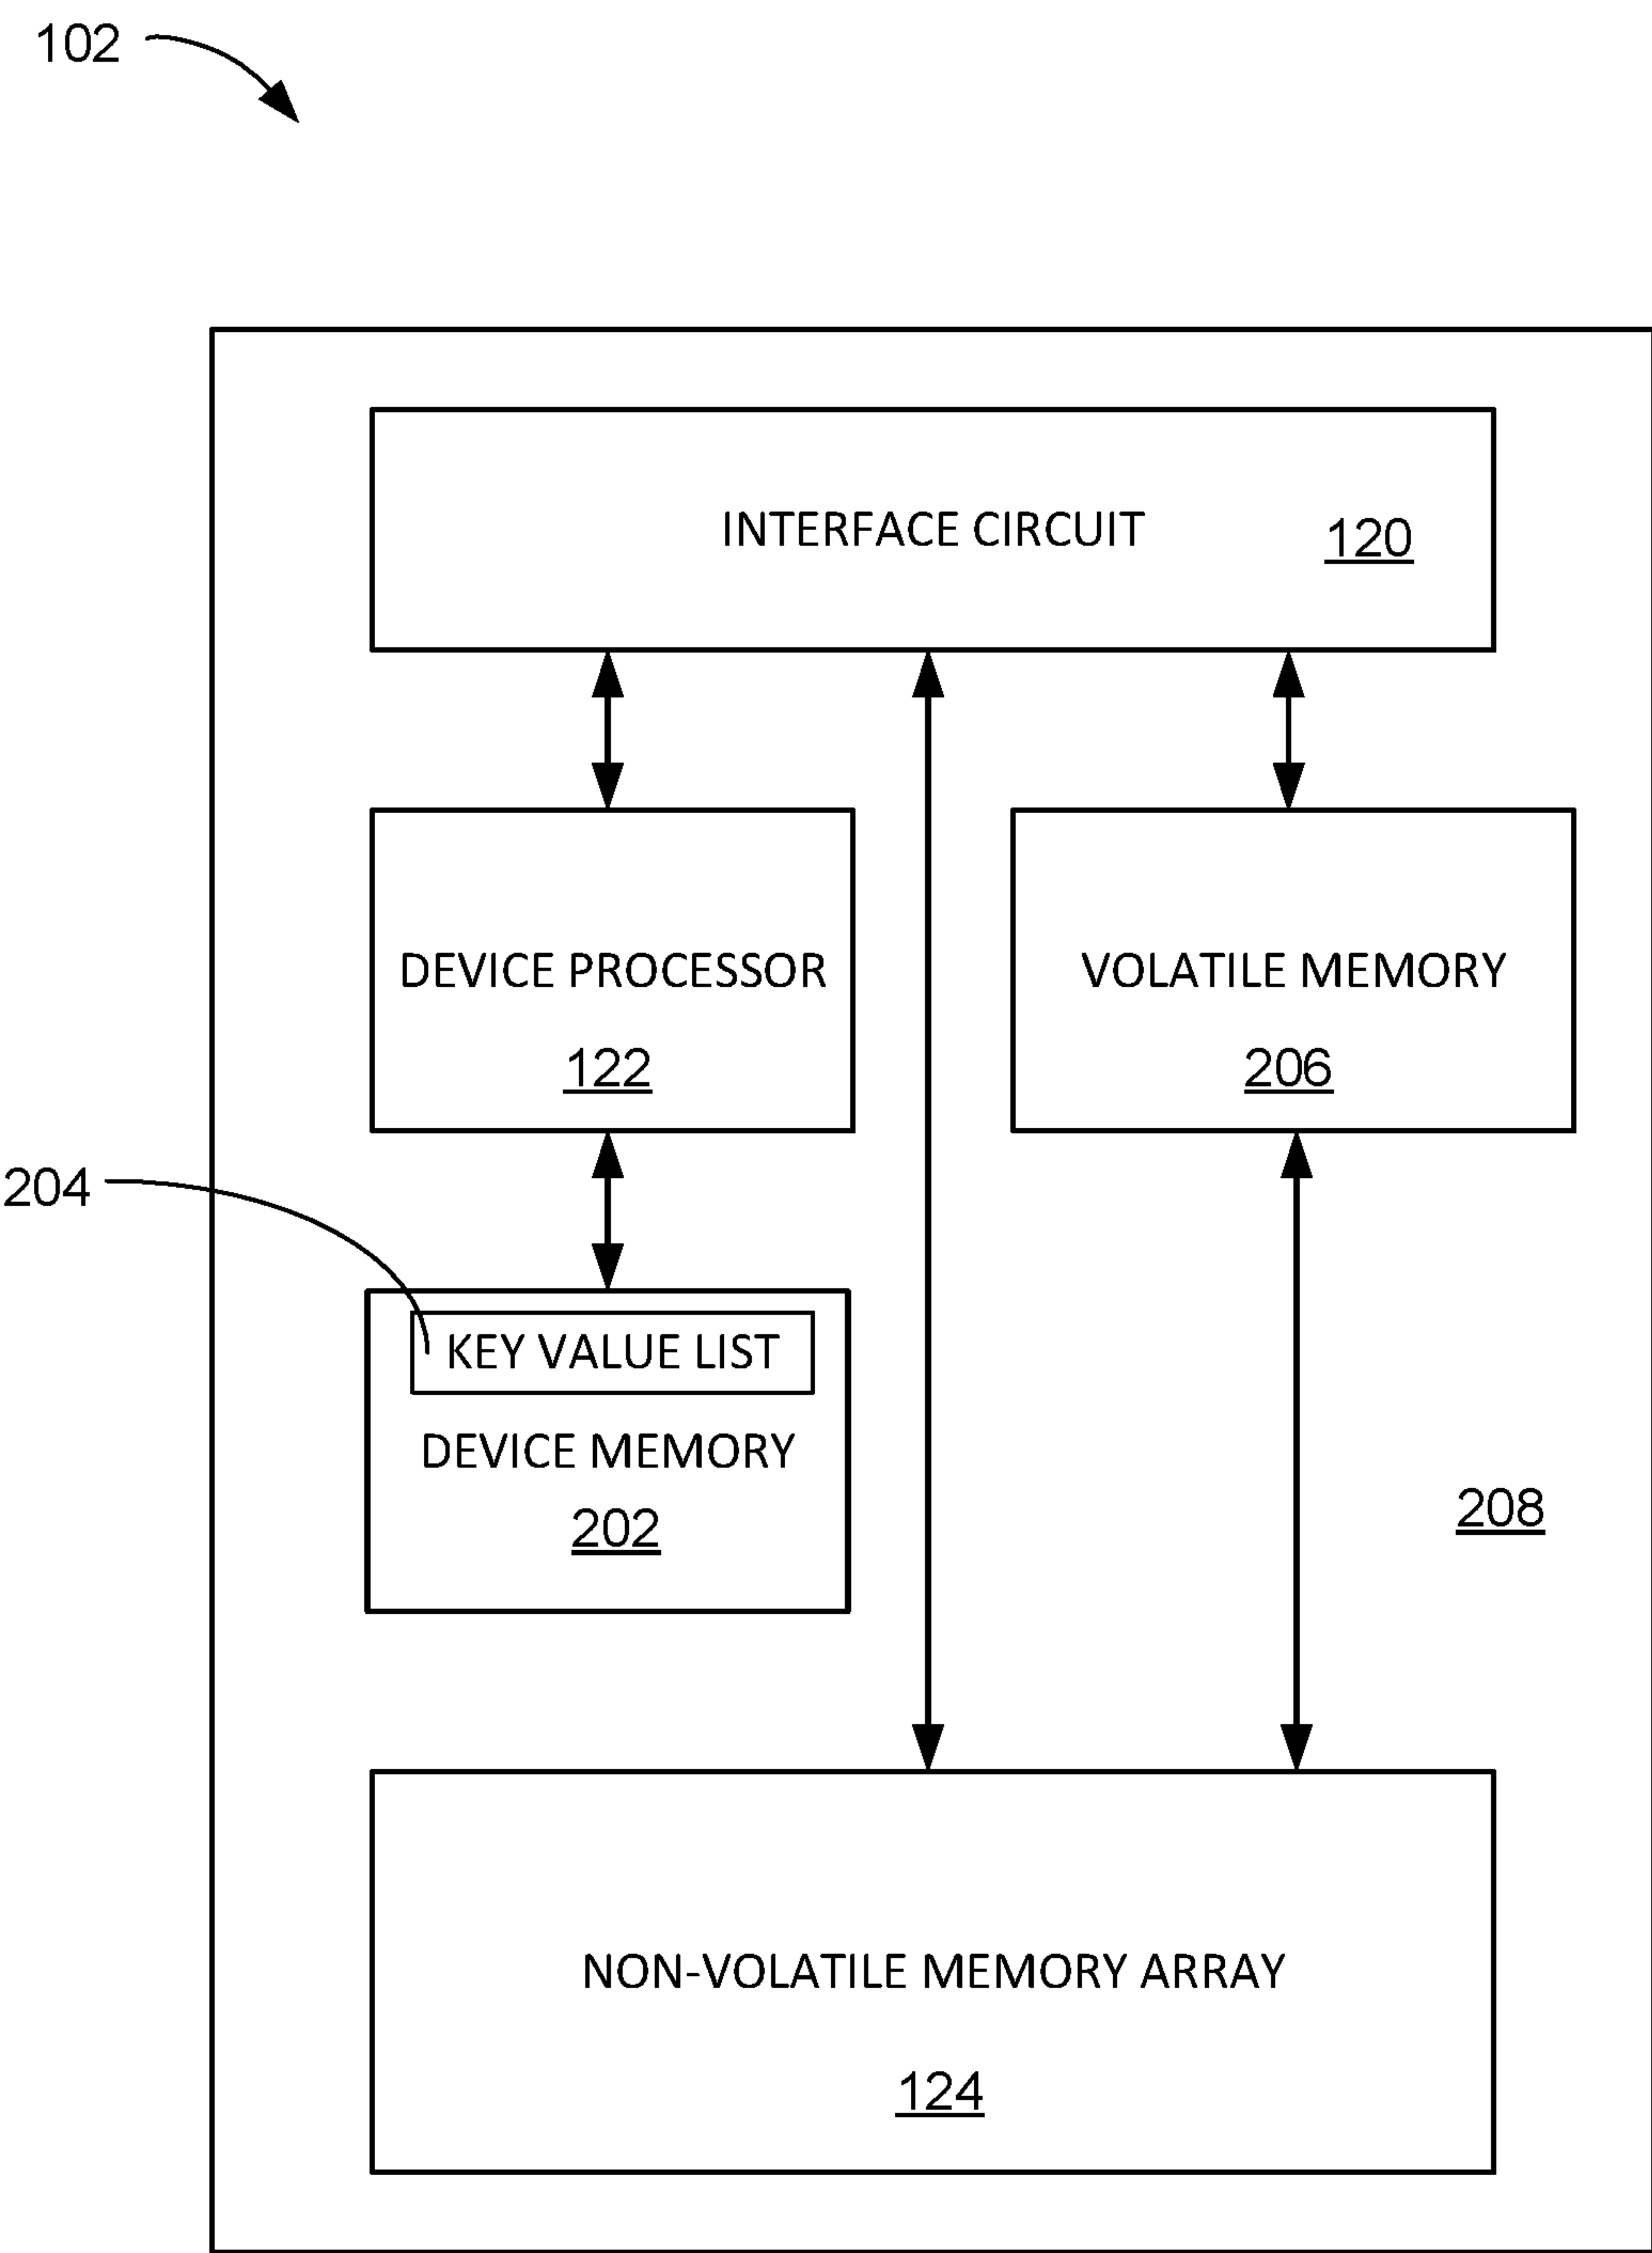 102
INTERFACE CIRCUIT
120
DEVICE PROCESSOR
122
VOLATILE MEMORY
206
204
KEY VALUE LIST
DEVICE MEMORY
202
208
NON-VOLATILE MEMORY ARRAY
124